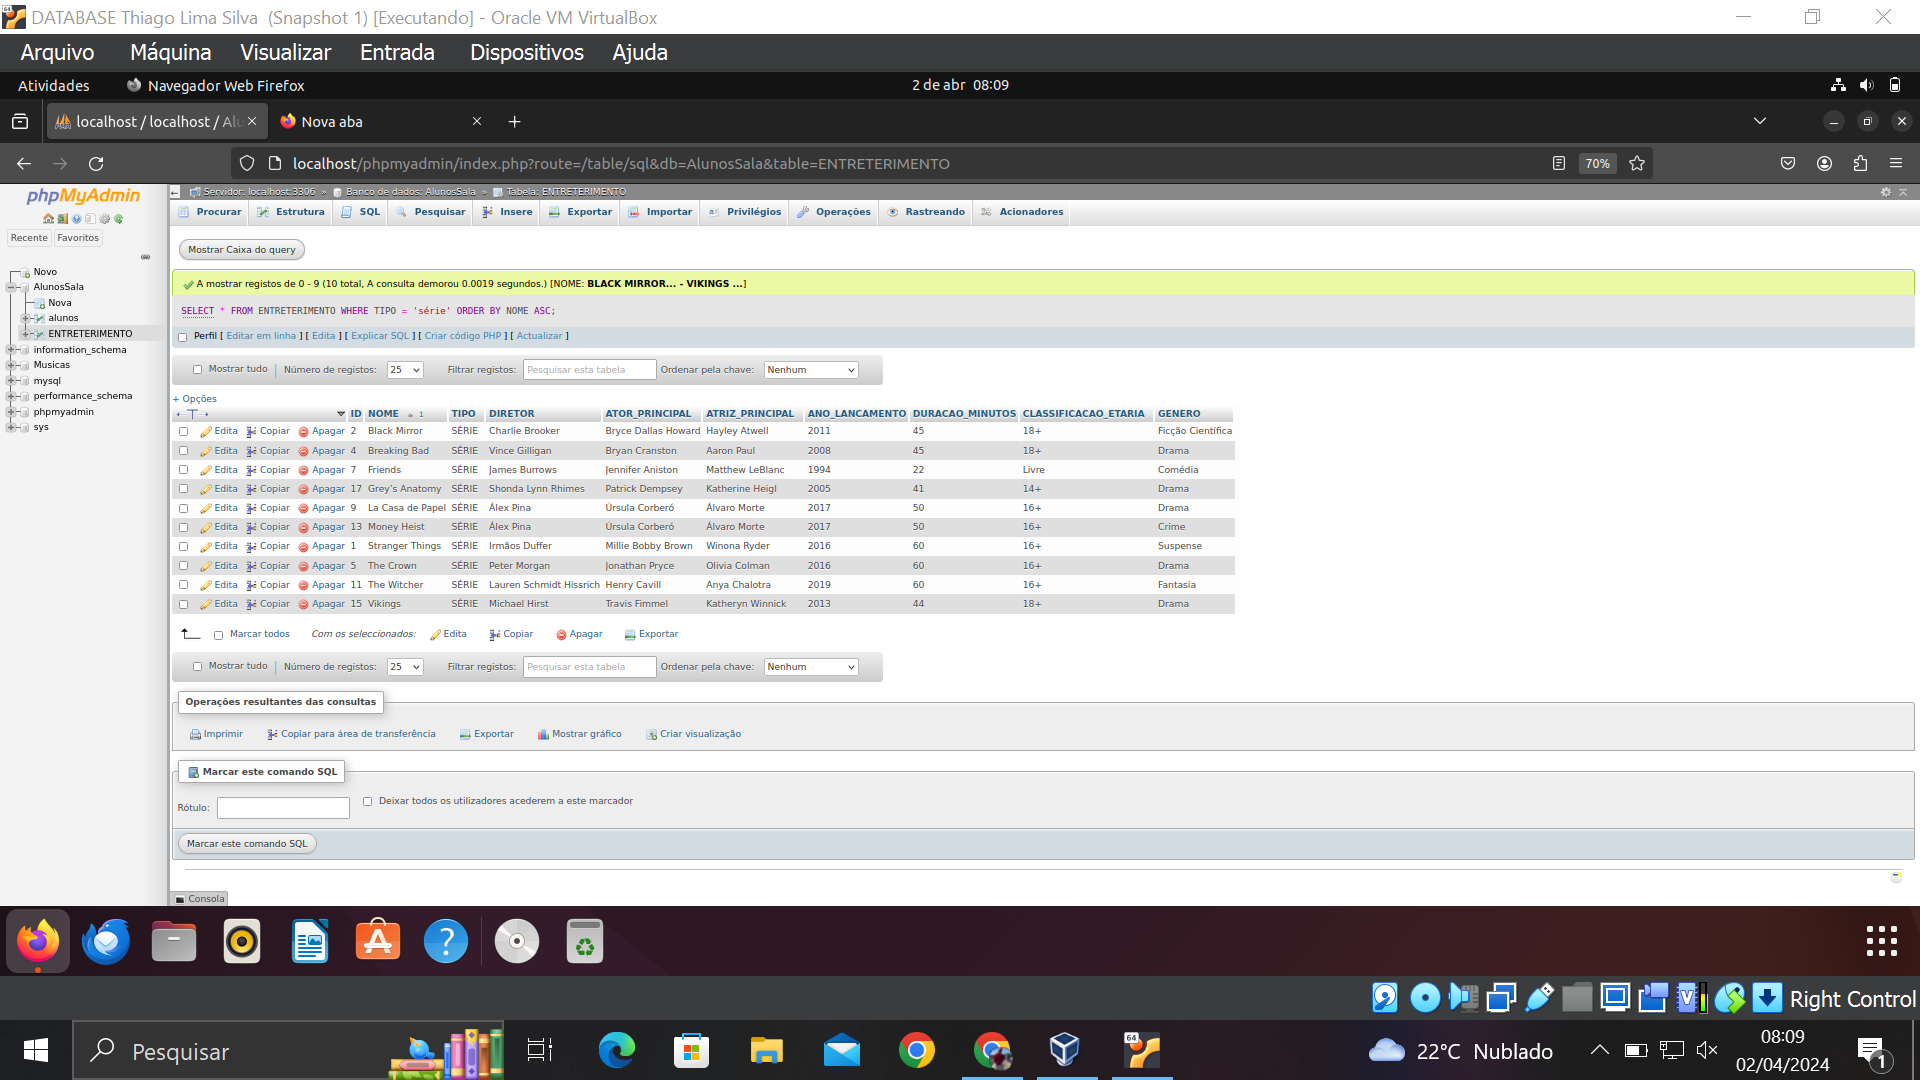 DATABASE Thiago Lima Silva (Snapshot 1) [Executando] - Oracle VM VirtualBox
Arquivo Máquina Visualizar Entrada Dispositivos Ajuda
Atividades Navegador Web Firefox 2 de abr 08:09
localhost / localhost / Alu Nova aba
localhost/phpmyadmin/index.php?route=/table/sql&db=AlunosSala&table=ENTRETERIMENTO 70%
phpMyAdmin
Recente Favoritos
Novo
AlunosSala
Nova
alunos
ENTRETERIMENTO
information_schema
Musicas
mysql
performance_schema
phpmyadmin
sys
Servidor: localhost:3306 » Banco de dados: AlunosSala » Tabela: ENTRETERIMENTO
Procurar Estrutura SQL Pesquisar Insere Exportar Importar Privilégios Operações Rastreando Acionadores
Mostrar Caixa do query
A mostrar registos de 0 - 9 (10 total, A consulta demorou 0.0019 segundos.) [NOME: BLACK MIRROR... - VIKINGS ...]
SELECT * FROM ENTRETERIMENTO WHERE TIPO = 'série' ORDER BY NOME ASC;
Perfil [ Editar em linha ] [ Edita ] [ Explicar SQL ] [ Criar código PHP ] [ Actualizar ]
Mostrar tudo Número de registos: 25 Filtrar registos: Pesquisar esta tabela Ordenar pela chave: Nenhum
+ Opções
ID NOME 1 TIPO DIRETOR ATOR_PRINCIPAL ATRIZ_PRINCIPAL ANO_LANCAMENTO DURACAO_MINUTOS CLASSIFICACAO_ETARIA GENERO
Edita Copiar Apagar 2 Black Mirror SÉRIE Charlie Brooker Bryce Dallas Howard Hayley Atwell 2011 45 18+ Ficção Científica
Edita Copiar Apagar 4 Breaking Bad SÉRIE Vince Gilligan Bryan Cranston Aaron Paul 2008 45 18+ Drama
Edita Copiar Apagar 7 Friends SÉRIE James Burrows Jennifer Aniston Matthew LeBlanc 1994 22 Livre Comédia
Edita Copiar Apagar 17 Grey's Anatomy SÉRIE Shonda Lynn Rhimes Patrick Dempsey Katherine Heigl 2005 41 14+ Drama
Edita Copiar Apagar 9 La Casa de Papel SÉRIE Álex Pina Úrsula Corberó Álvaro Morte 2017 50 16+ Drama
Edita Copiar Apagar 13 Money Heist SÉRIE Álex Pina Úrsula Corberó Álvaro Morte 2017 50 16+ Crime
Edita Copiar Apagar 1 Stranger Things SÉRIE Irmãos Duffer Millie Bobby Brown Winona Ryder 2016 60 16+ Suspense
Edita Copiar Apagar 5 The Crown SÉRIE Peter Morgan Jonathan Pryce Olivia Colman 2016 60 16+ Drama
Edita Copiar Apagar 11 The Witcher SÉRIE Lauren Schmidt Hissrich Henry Cavill Anya Chalotra 2019 60 16+ Fantasia
Edita Copiar Apagar 15 Vikings SÉRIE Michael Hirst Travis Fimmel Katheryn Winnick 2013 44 18+ Drama
Marcar todos Com os seleccionados: Edita Copiar Apagar Exportar
Mostrar tudo Número de registos: 25 Filtrar registos: Pesquisar esta tabela Ordenar pela chave: Nenhum
Operações resultantes das consultas
Imprimir Copiar para área de transferência Exportar Mostrar gráfico Criar visualização
Marcar este comando SQL
Rótulo: Deixar todos os utilizadores acederem a este marcador
Marcar este comando SQL
Consola
Right Control
Pesquisar 64 22°C Nublado 08:09
02/04/2024 1